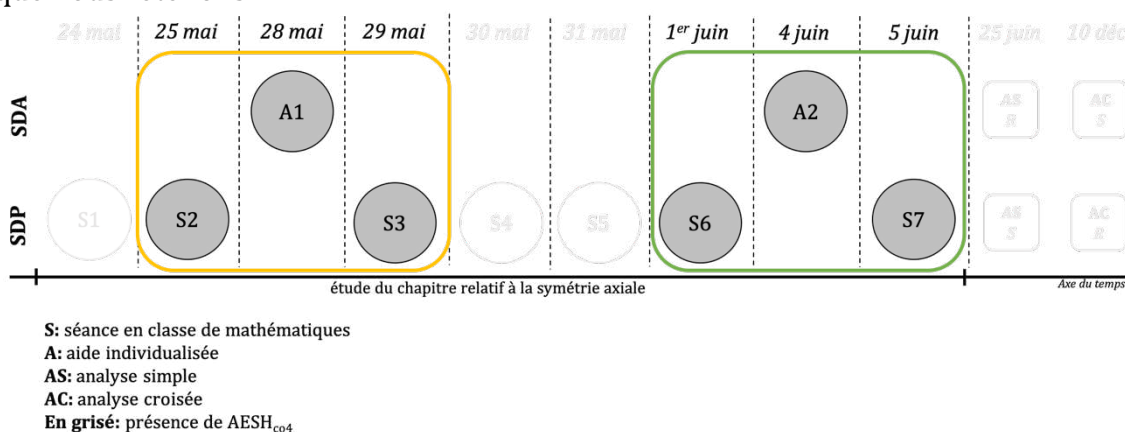 24 mai 25 mai 28 mai 29 mai 30 mai 31 mai 1er juin 4 juin 5 juin 25 juin 10 déc
SDA A1 A2 AS R AC S
SDP S1 S2 S3 S4 S5 S6 S7 AS S AC R
étude du chapitre relatif à la symétrie axiale Axe du temps
S: séance en classe de mathématiques
A: aide individualisée
AS: analyse simple
AC: analyse croisée
En grisé: présence de AESHco4